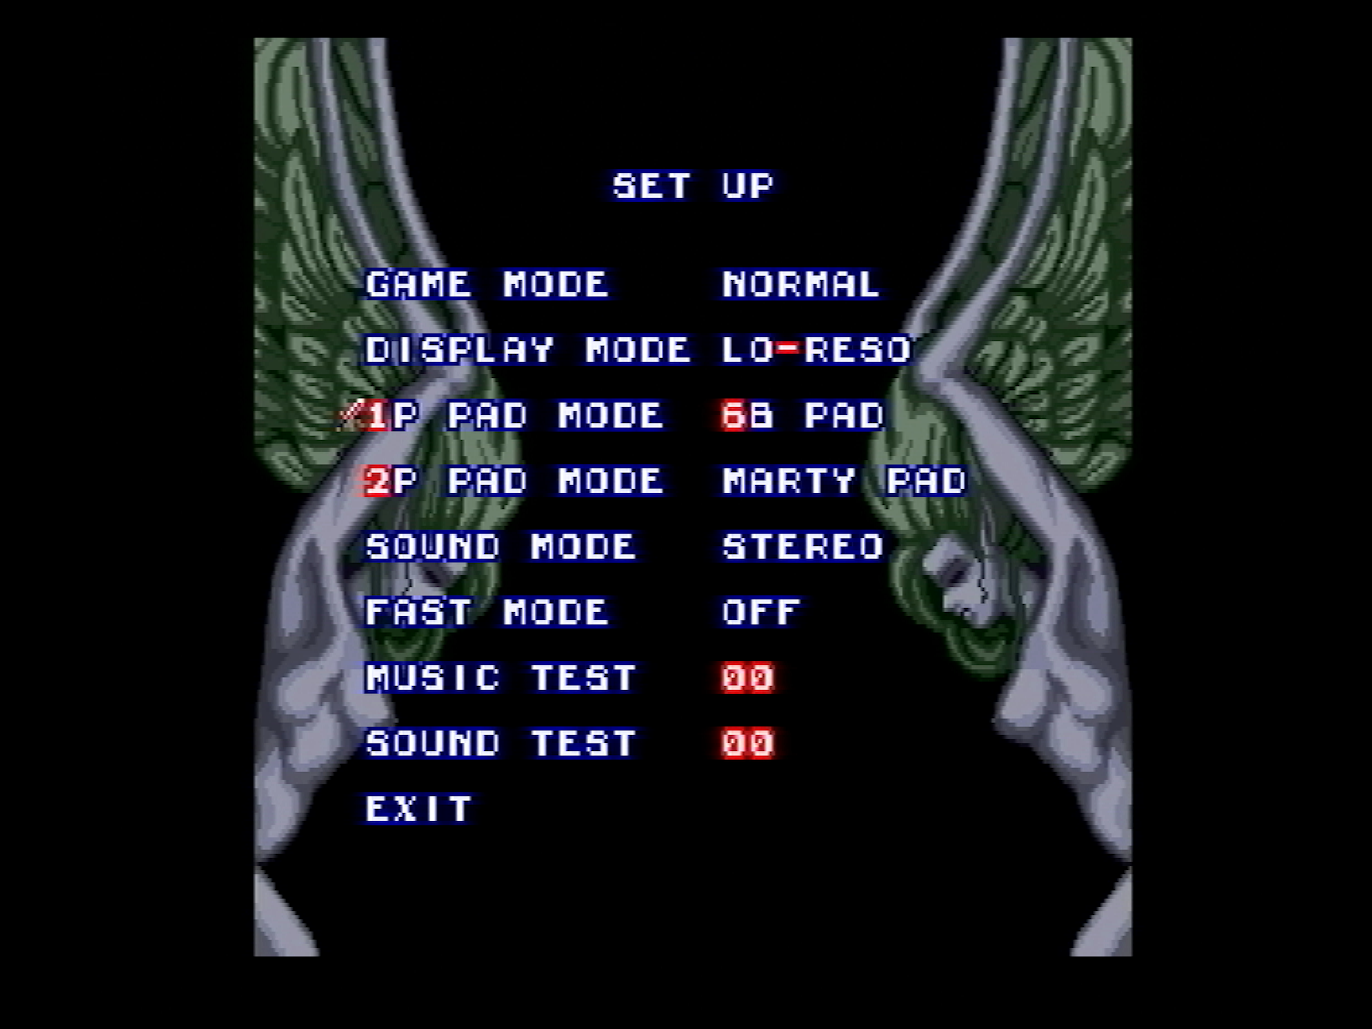 SET UP
GAME MODE NORMAL
DISPLAY MODE LO-RESO
1P PAD MODE 6B PAD
2P PAD MODE MARTY PAD
SOUND MODE STEREO
FAST MODE OFF
MUSIC TEST 00
SOUND TEST 00
EXIT